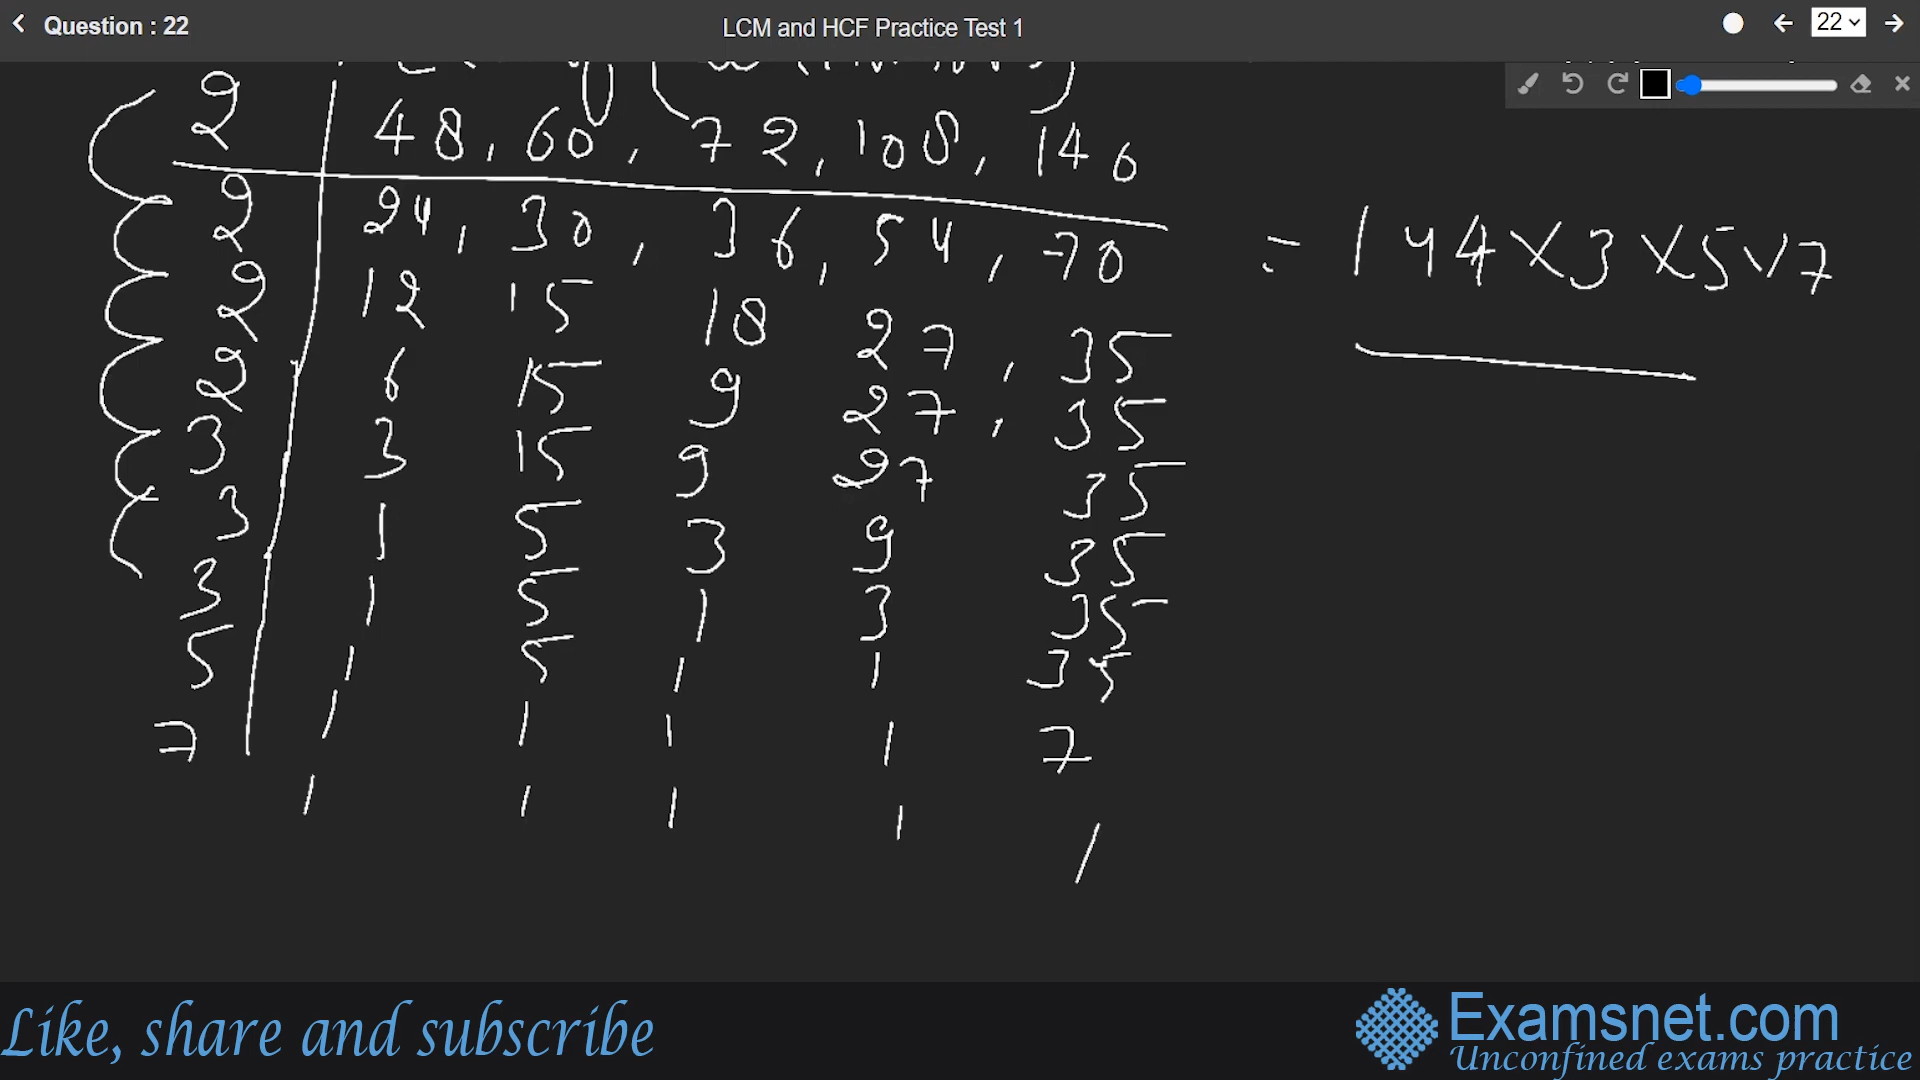 Question : 22
LCM and HCF Practice Test 1
22
2 48, 60, 72, 108, 140
2 24, 30, 36, 54, 70
2 12 15 18 27, 35
2 6 15 9 27, 35
3 3 15 9 27 35
3 1 5 3 9 35
3 1 5 1 3 35
5 1 5 1 1 35
7 1 1 1 1 7
1 1 1 1 1
= 144 X 3 X 5 X 7
Like, share and subscribe
Examsnet.com
Unconfined exams practice